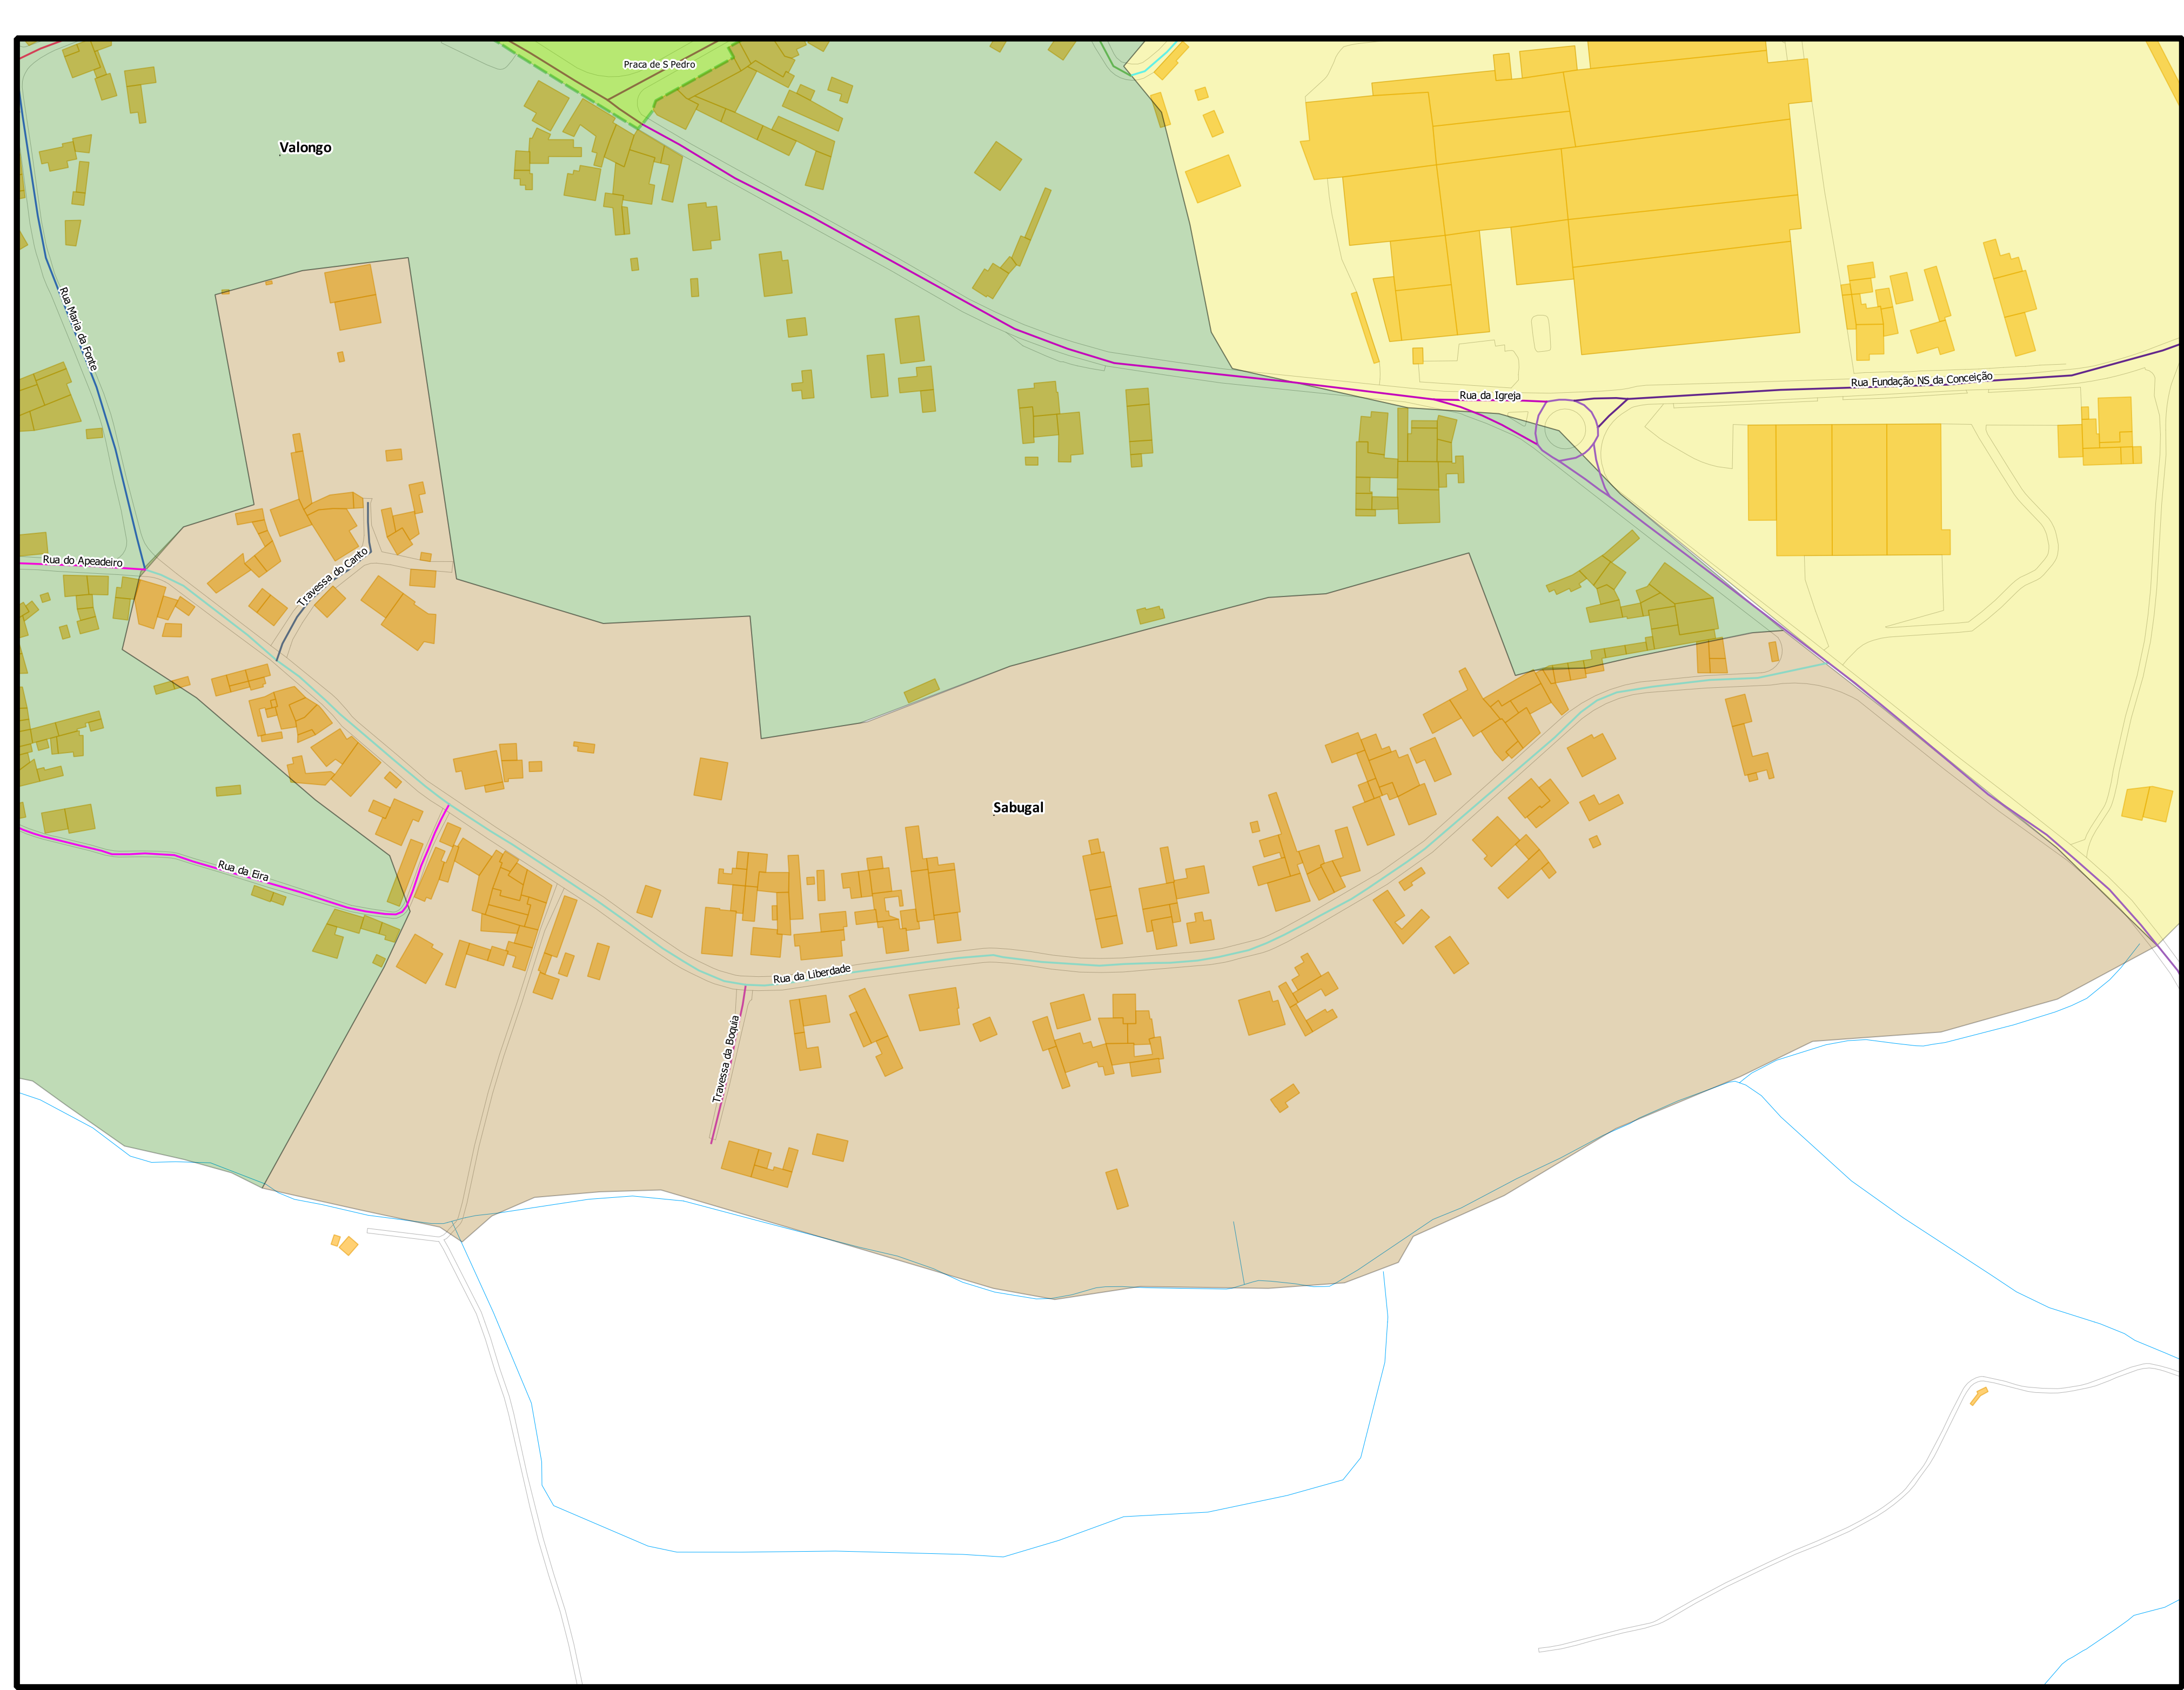 Praca de S Pedro
Valongo
Rua Maria da Fonte
Rua Fundação NS da Conceição
Rua da Igreja
Rua do Apeadeiro
Travessa do Canto
Sabugal
Rua da Eira
Rua da Liberdade
Travessa da Boquia